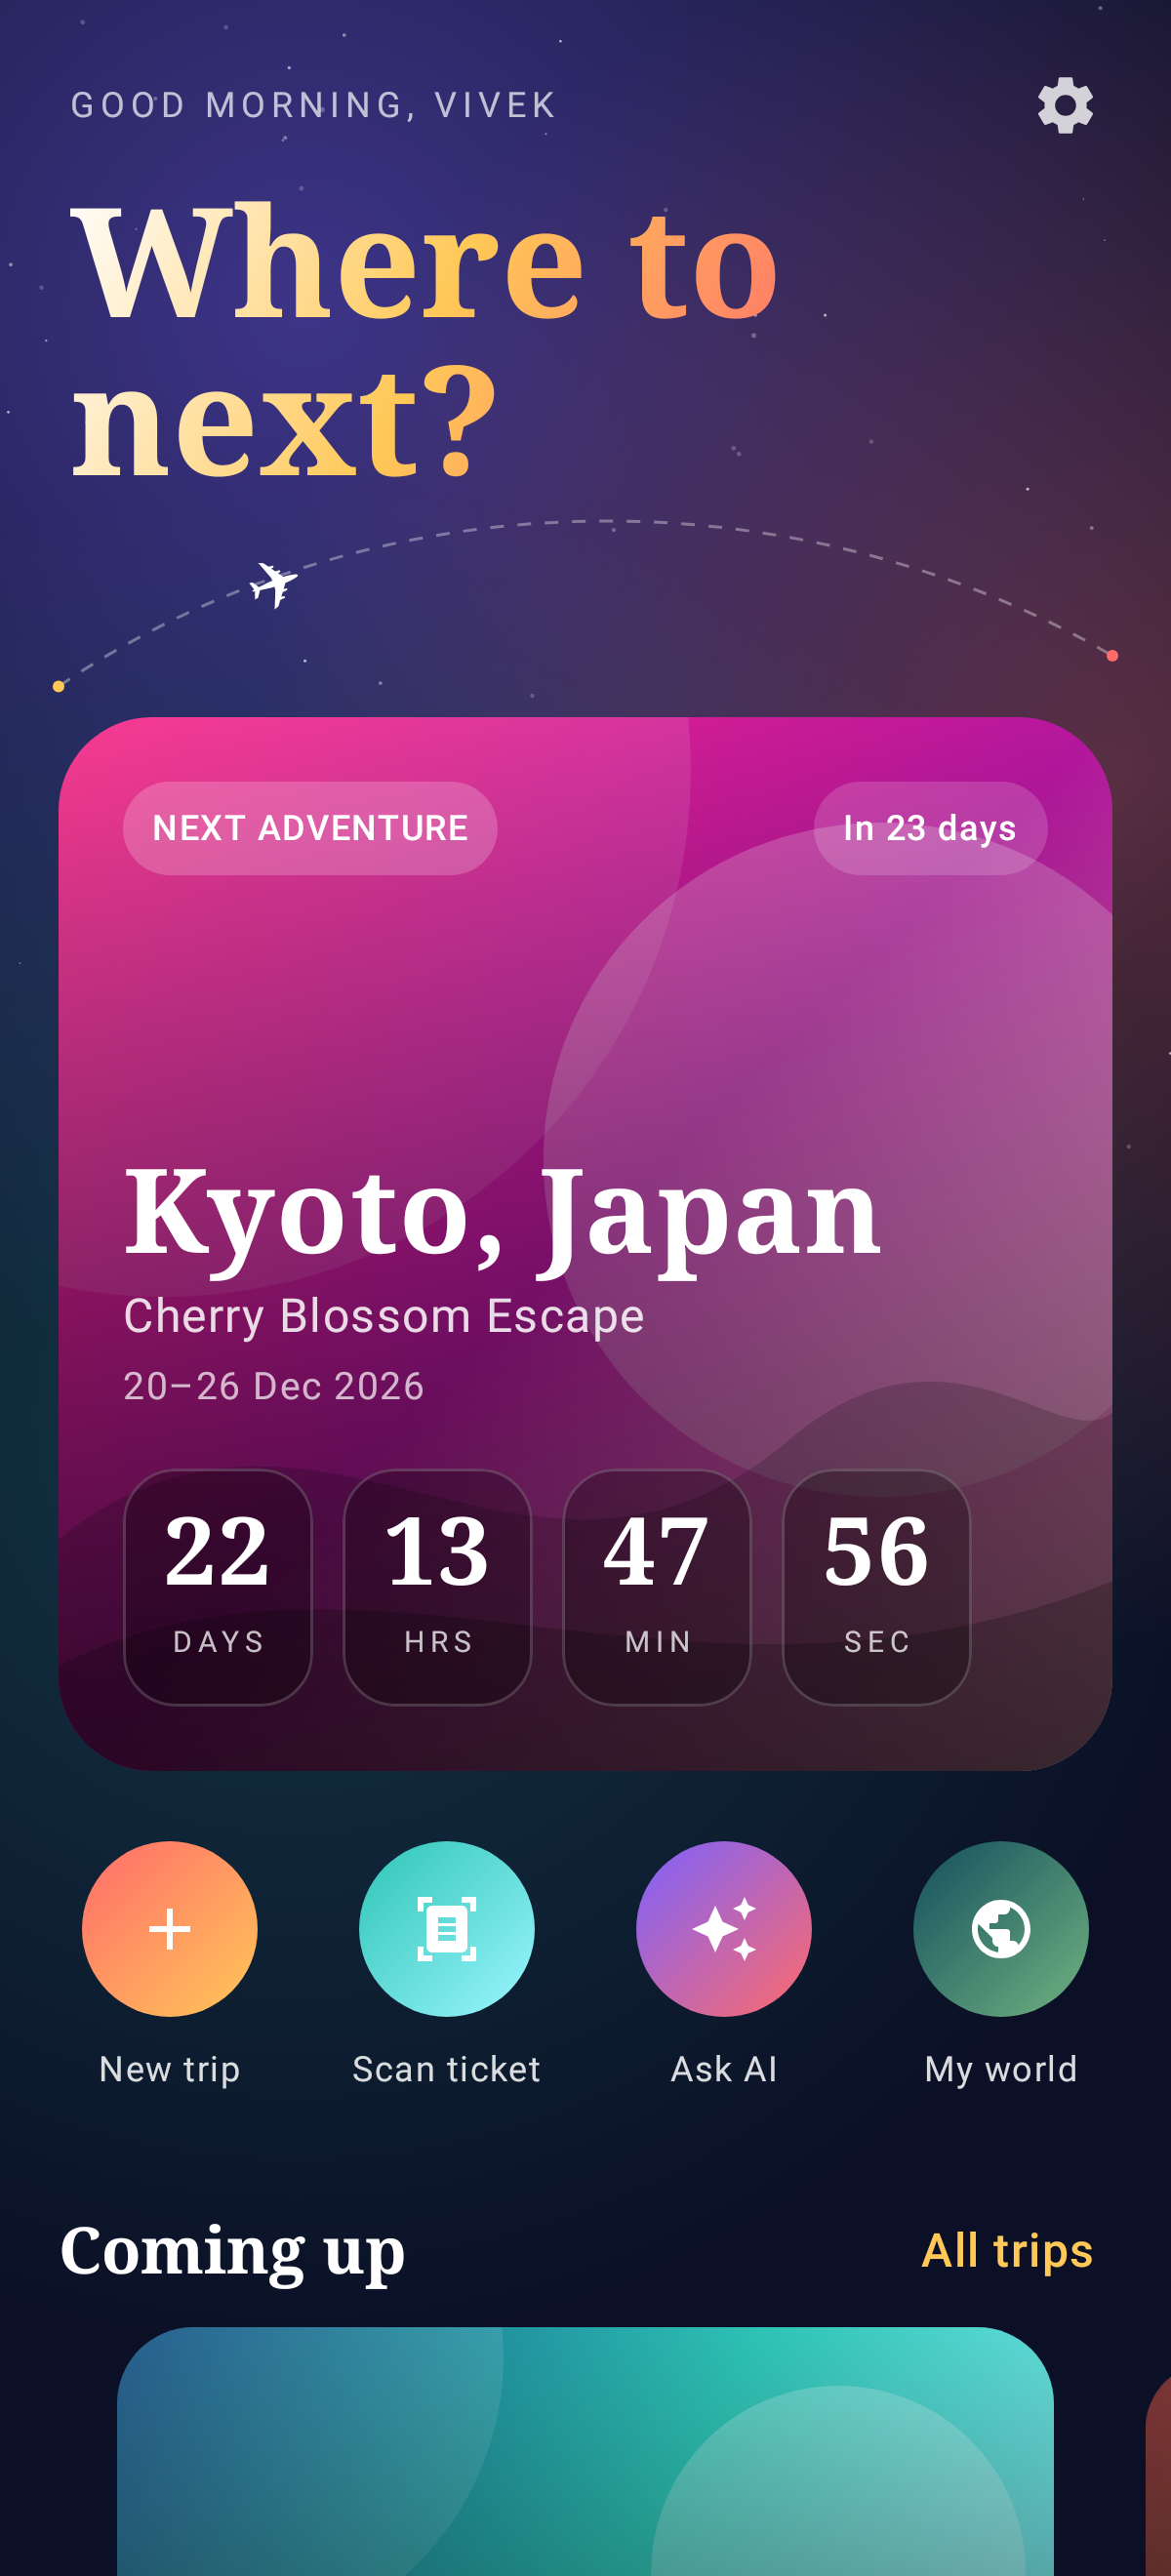 GOOD MORNING, VIVEK
Where to
next?
NEXT ADVENTURE
In 23 days
Kyoto, Japan
Cherry Blossom Escape
20–26 Dec 2026
22
13
47
56
DAYS
HRS
MIN
SEC
New trip
Scan ticket
Ask AI
My world
Coming up
All trips